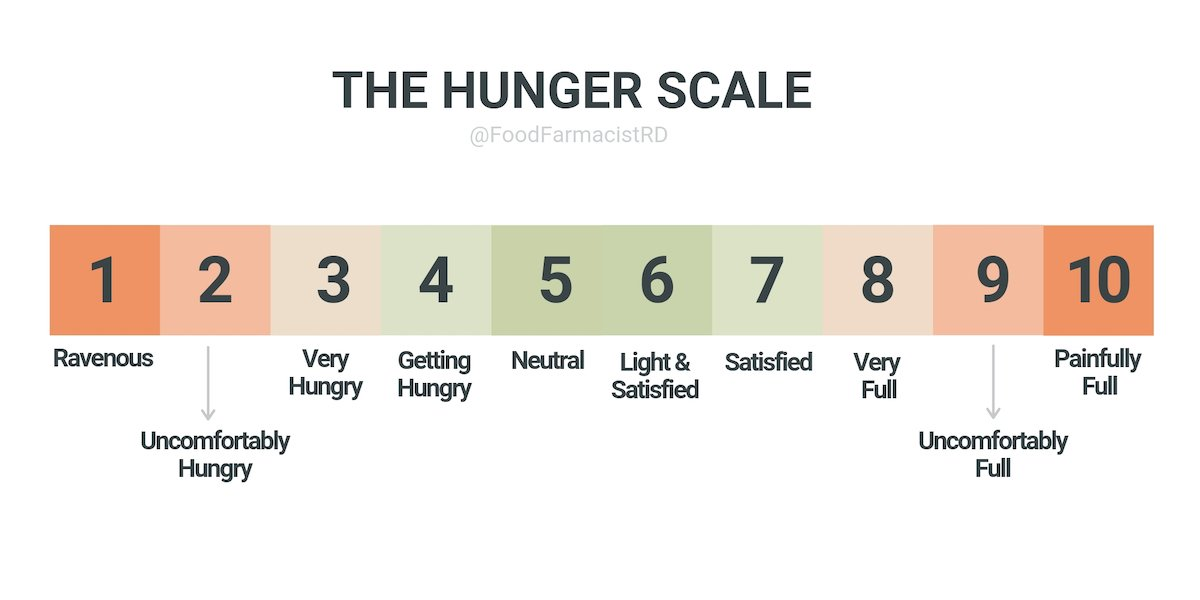 THE HUNGER SCALE
@FoodFarmacistRD
1 2 3 4 5 6 7 8 9 10
Ravenous
Uncomfortably
Hungry
Very
Hungry
Getting
Hungry
Neutral
Light &
Satisfied
Satisfied
Very
Full
Uncomfortably
Full
Painfully
Full